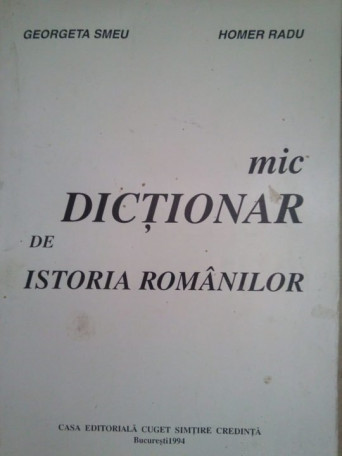 GEORGETA SMEU HOMER RADU
mic
DICȚIONAR
DE
ISTORIA ROMÂNILOR
CASA EDITORIALĂ CUGET SIMȚIRE CREDINȚĂ
București1994